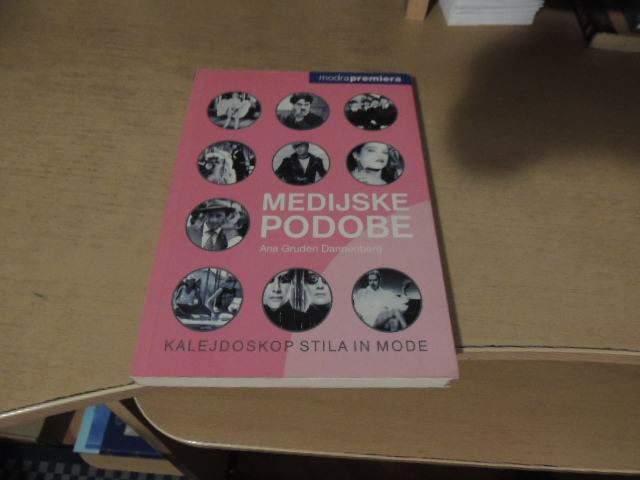 modrapremiera
MEDIJSKE
PODOBE
Ana Gruden Dannenberg
KALEJDOSKOP STILA IN MODE